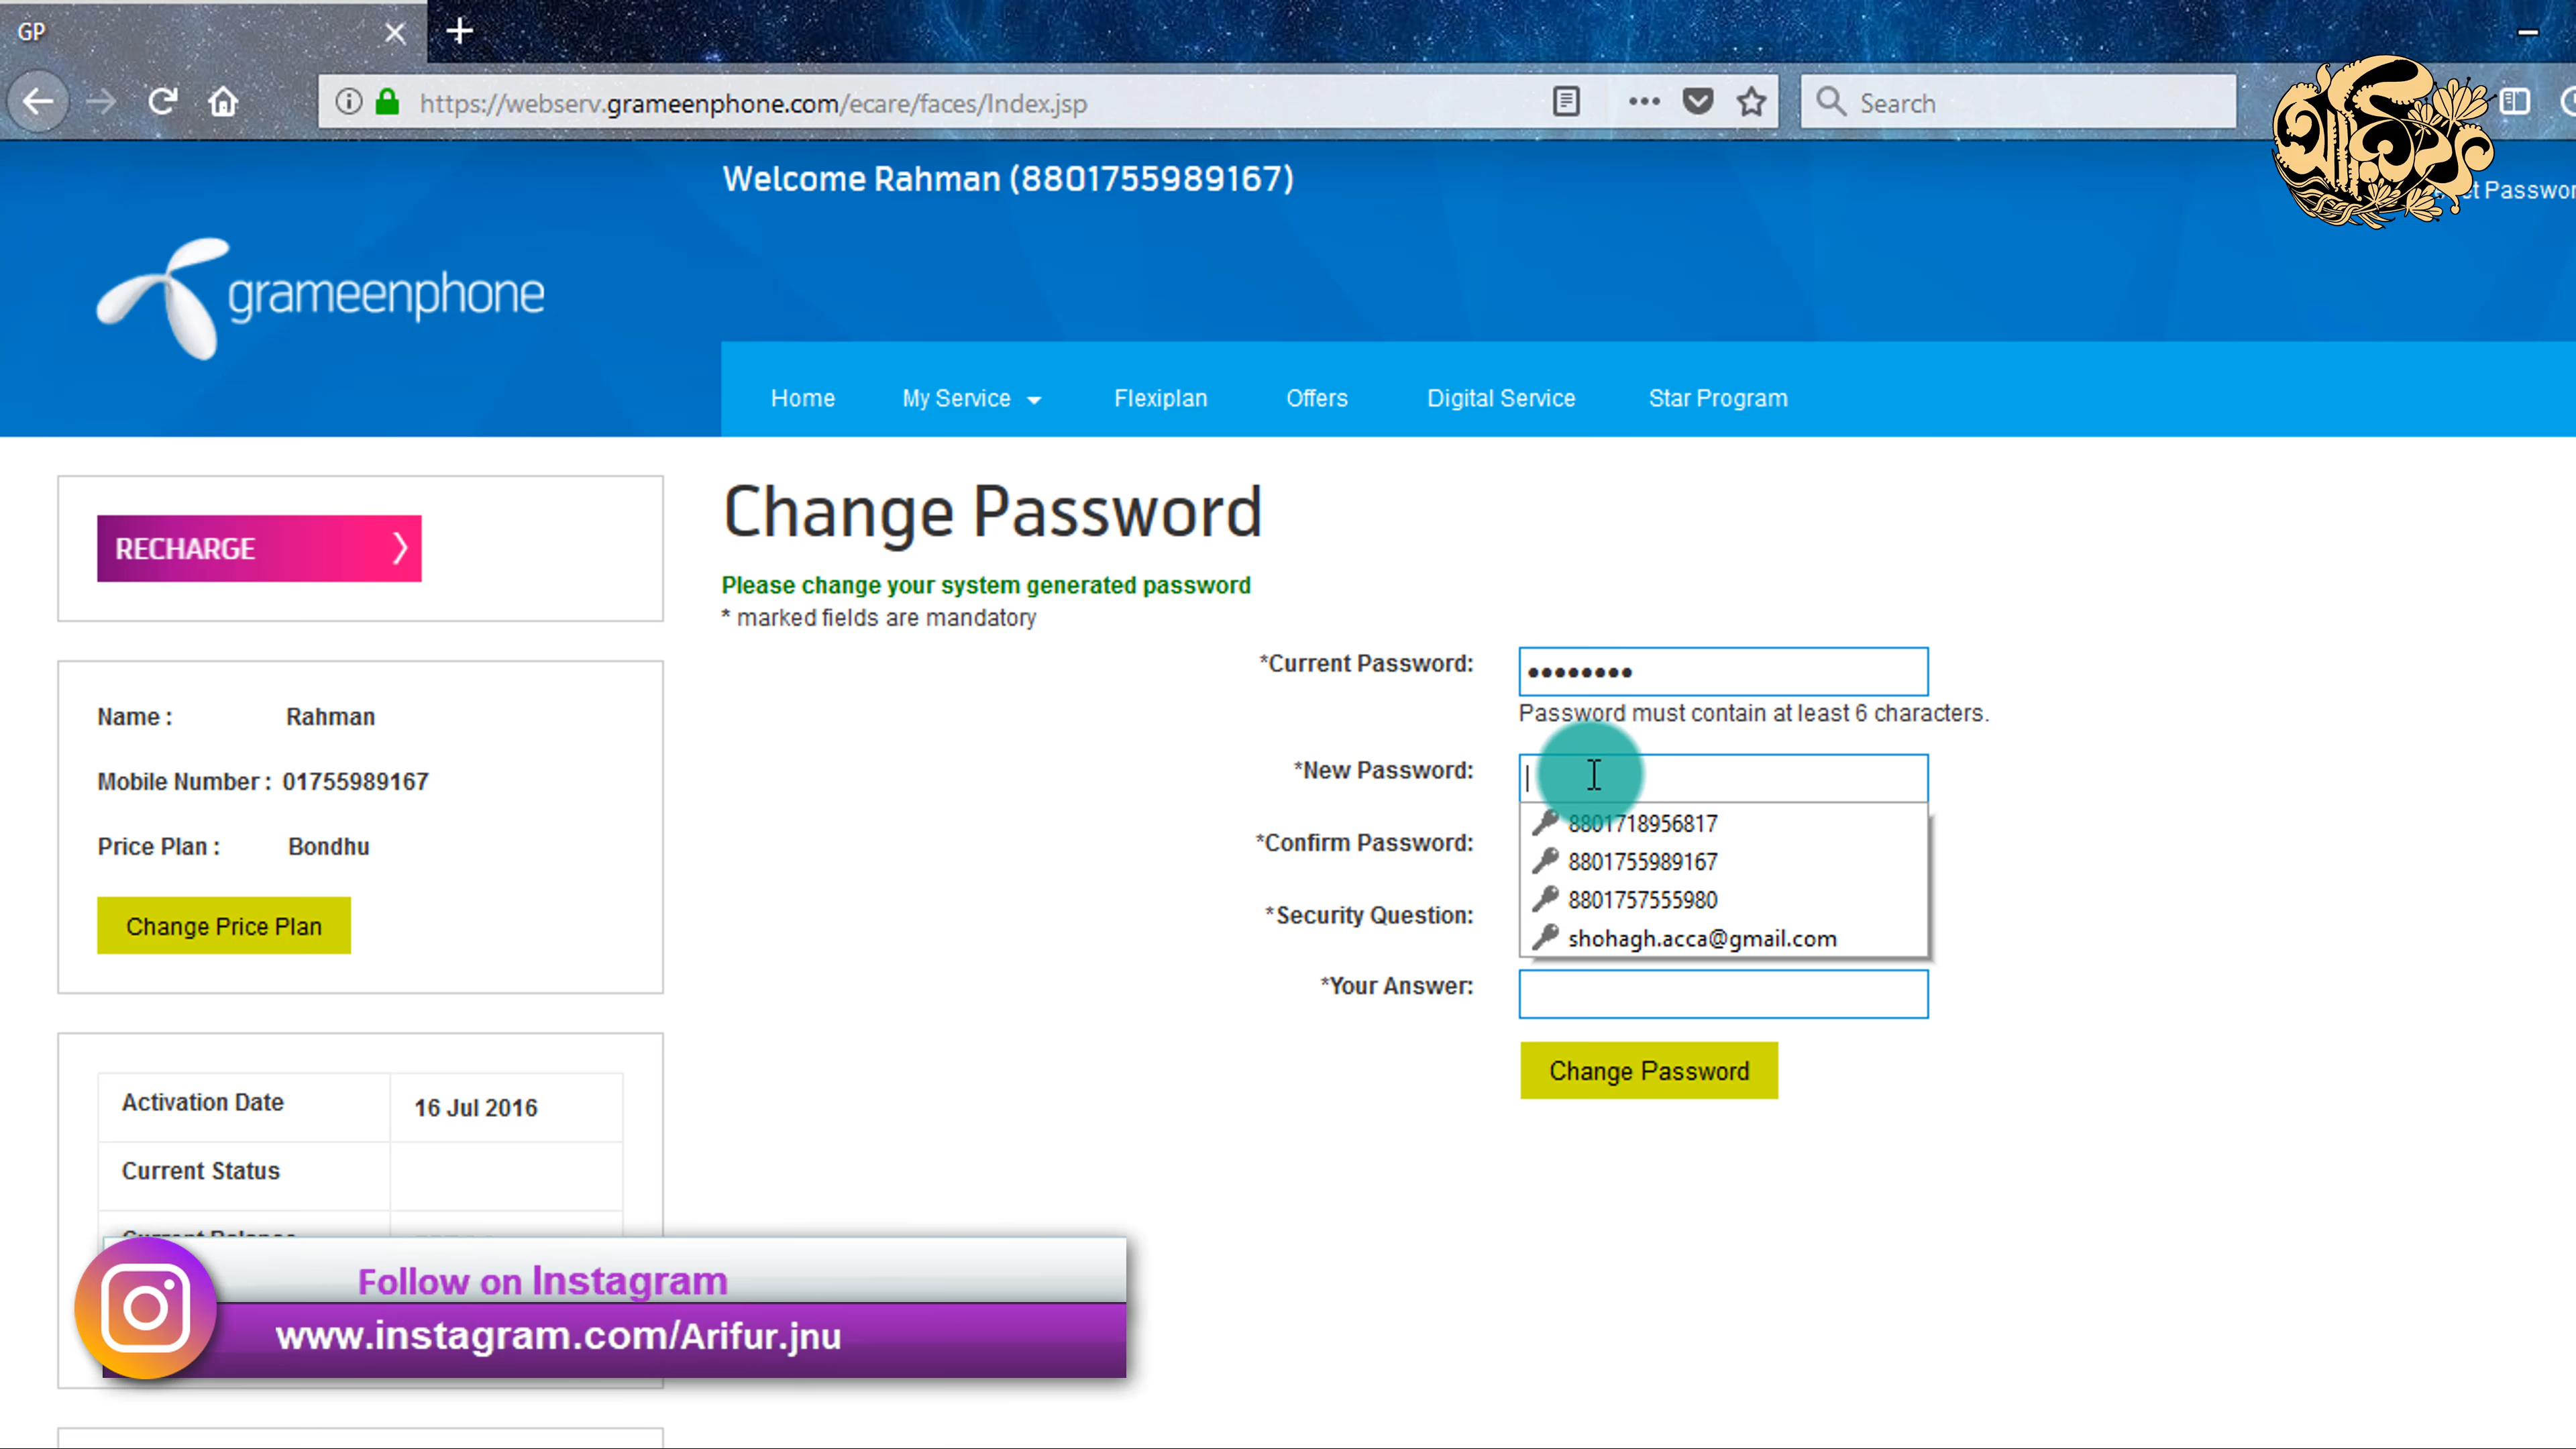 GP
https://webserv.grameenphone.com/ecare/faces/Index.jsp
Search
Welcome Rahman (8801755989167)
grameenphone
Home My Service Flexiplan Offers Digital Service Star Program
RECHARGE
Change Password
Please change your system generated password
* marked fields are mandatory
*Current Password: ••••••••
Password must contain at least 6 characters.
*New Password:
8801718956817
*Confirm Password:
8801755989167
8801757555980
*Security Question:
shohagh.acca@gmail.com
*Your Answer:
Change Password
Name : Rahman
Mobile Number : 01755989167
Price Plan : Bondhu
Change Price Plan
Activation Date 16 Jul 2016
Current Status
Current Balance
Follow on Instagram
www.instagram.com/Arifur.jnu